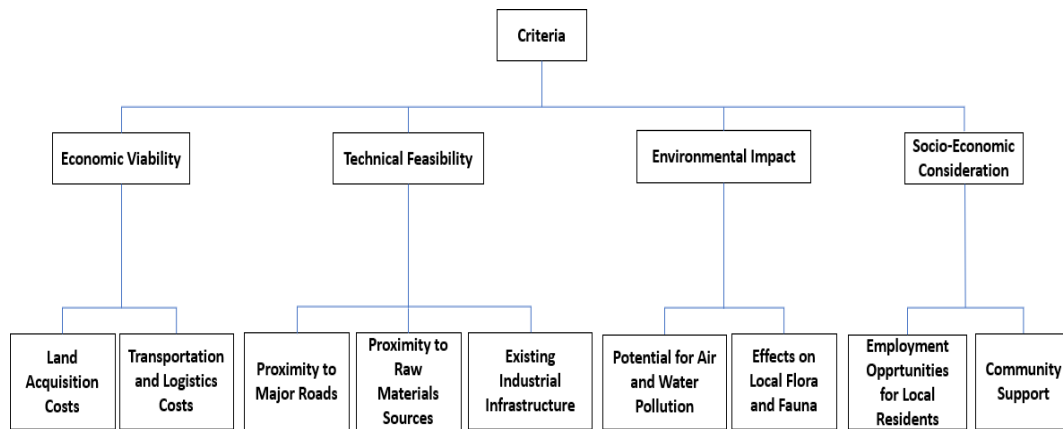 Criteria
Economic Viability
Technical Feasibility
Environmental Impact
Socio-Economic
Consideration
Land
Acquisition
Costs
Transportation
and Logistics
Costs
Proximity to
Major Roads
Proximity to
Raw
Materials
Sources
Existing
Industrial
Infrastructure
Potential for Air
and Water
Pollution
Effects on
Local Flora
and Fauna
Employment
Opprtunities
for Local
Residents
Community
Support